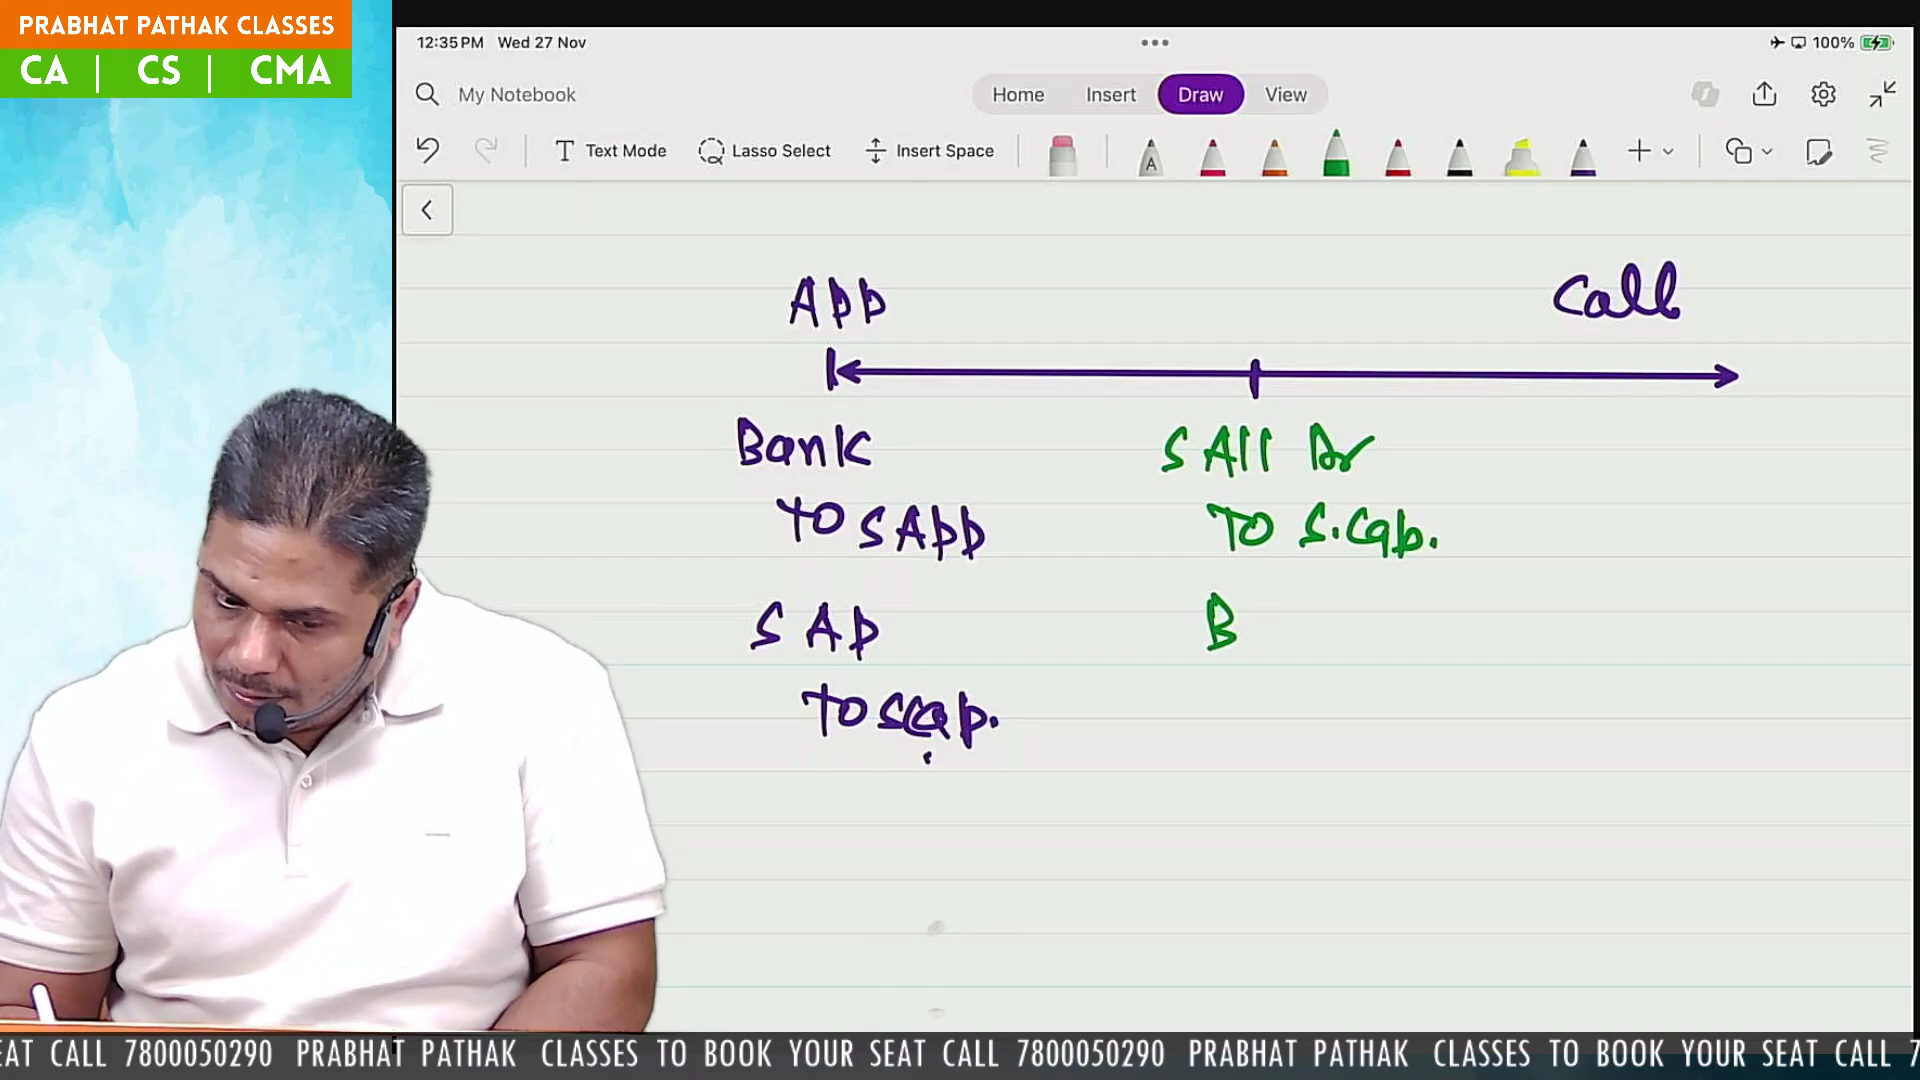 PRABHAT PATHAK CLASSES
CA | CS | CMA
12:35 PM Wed 27 Nov
100%
My Notebook
Home Insert Draw View
Text Mode Lasso Select Insert Space
A
App Call
Bank
To S App
S Ap
To Scap.
S All Dr
To S.Cap.
B
EAT CALL 7800050290 PRABHAT PATHAK CLASSES TO BOOK YOUR SEAT CALL 7800050290 PRABHAT PATHAK CLASSES TO BOOK YOUR SEAT CALL 7